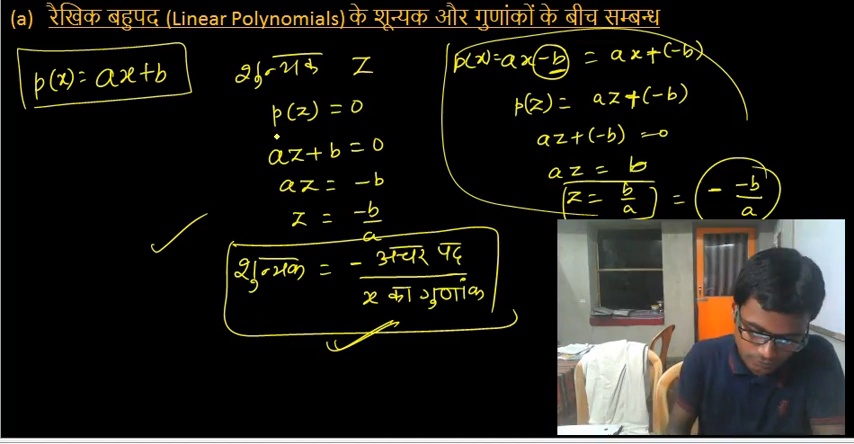 (a) रैखिक बहुपद (Linear Polynomials) के शून्यक और गुणांकों के बीच सम्बन्ध
p(x) = ax+b
शुन्यक Z
p(z) = 0
az+b = 0
az = -b
z = -b/a
शुन्यक = - अचर पद / x का गुणांक
p(x) = ax-b = ax+(-b)
p(z) = az+(-b)
az+(-b) = 0
az = b
z = b/a = - -b/a